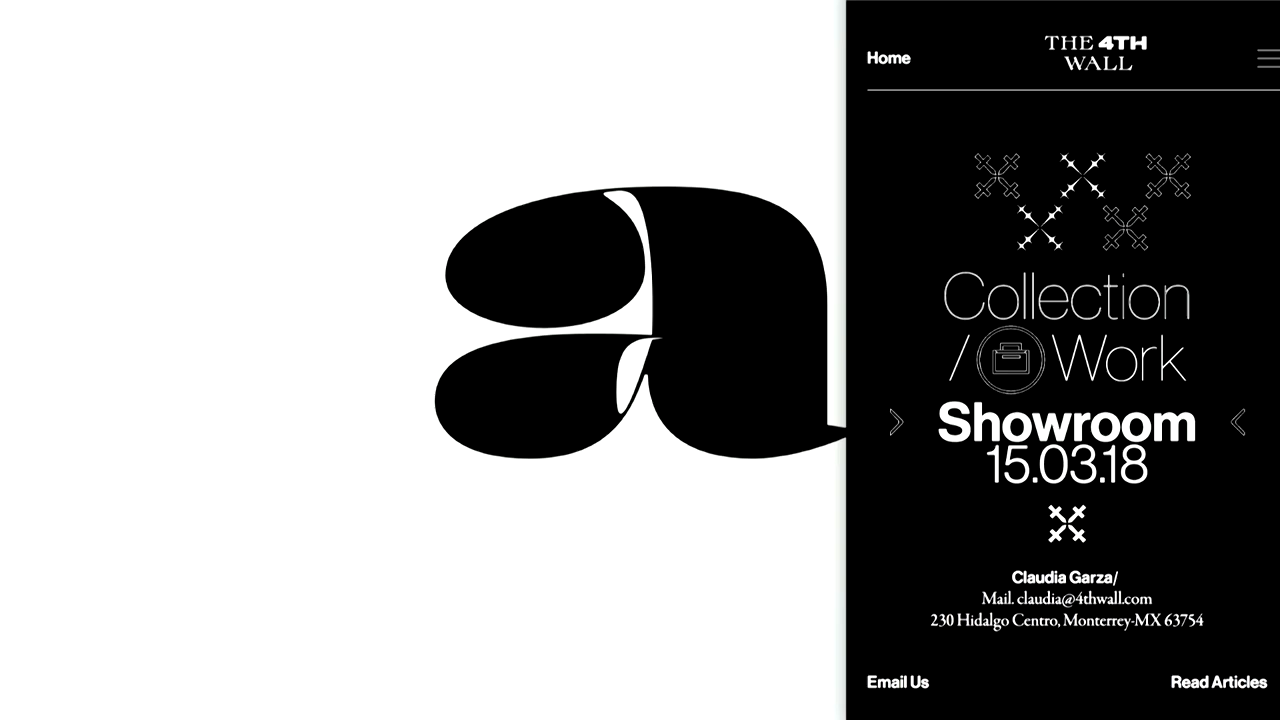 a
Home
THE 4TH
WALL
Collection
/ Work
Showroom
15.03.18
Claudia Garza/
Mail. claudia@4thwall.com
230 Hidalgo Centro, Monterrey-MX 63754
Email Us
Read Articles